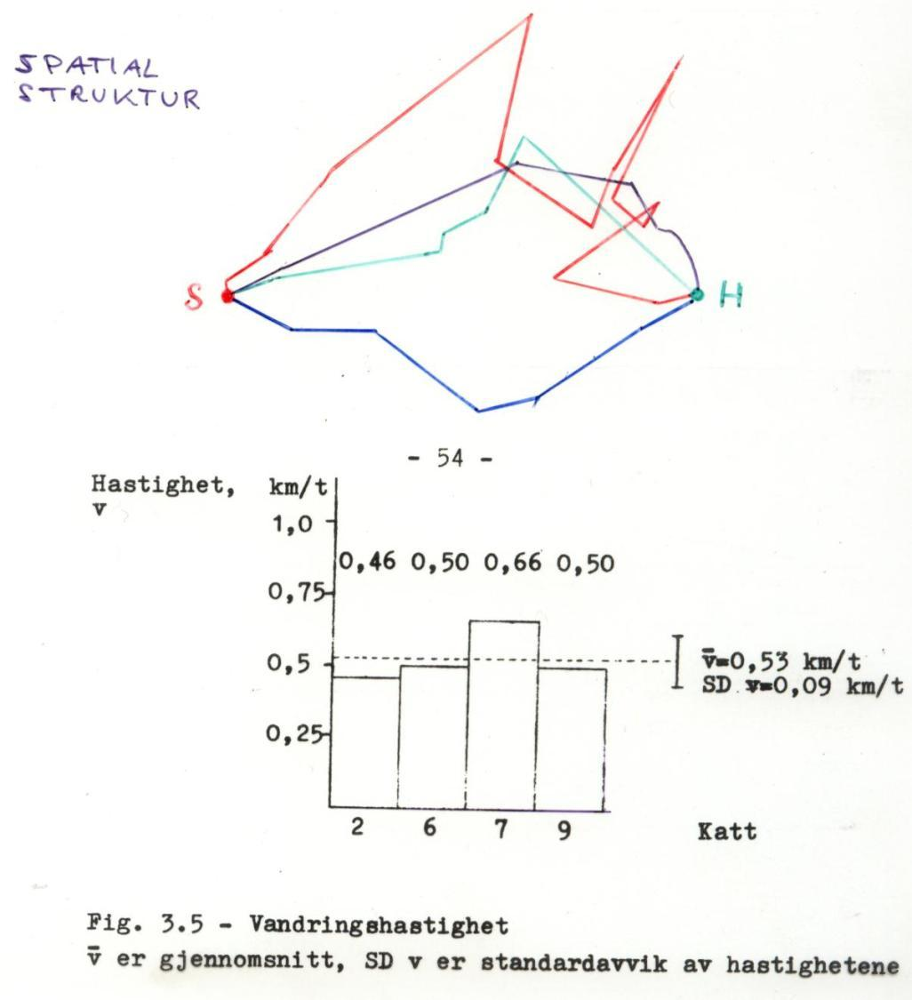 SPATIAL
STRUKTUR
S
H
- 54 -
Hastighet, km/t
v
1,0
0,46 0,50 0,66 0,50
0,75
0,5
v̄=0,53 km/t
SD v=0,09 km/t
0,25
2 6 7 9 Katt
Fig. 3.5 - Vandringshastighet
v̄ er gjennomsnitt, SD v er standardavvik av hastighetene